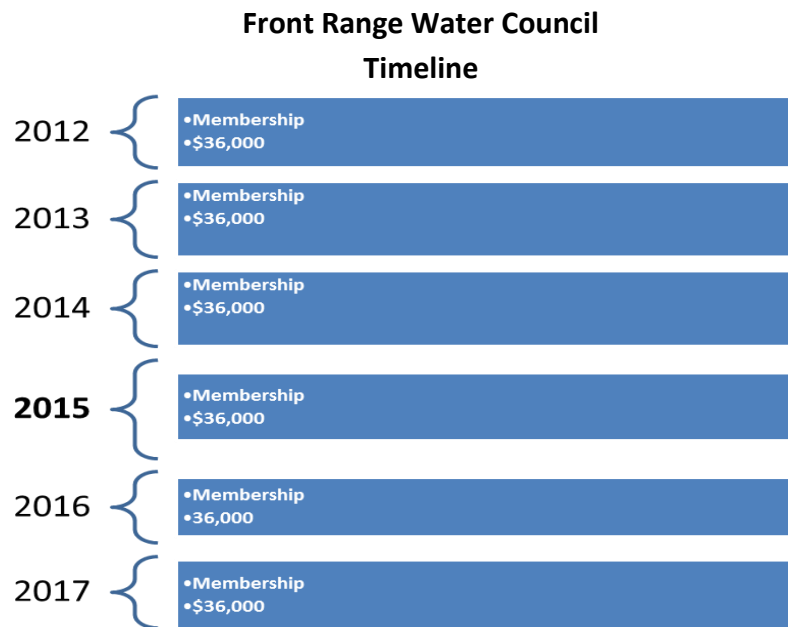 Front Range Water Council
Timeline
2012
•Membership
•$36,000
2013
•Membership
•$36,000
2014
•Membership
•$36,000
2015
•Membership
•$36,000
2016
•Membership
•36,000
2017
•Membership
•$36,000